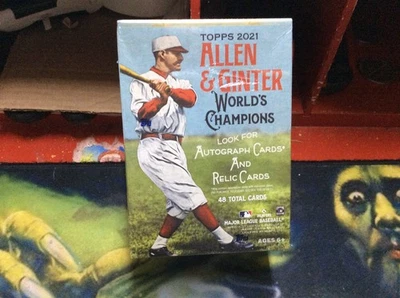 TOPPS 2021
ALLEN
& GINTER
WORLD'S
CHAMPIONS
LOOK FOR
AUTOGRAPH CARDS*
AND
RELIC CARDS
48 TOTAL CARDS
MAJOR LEAGUE BASEBALL
AGES 6+